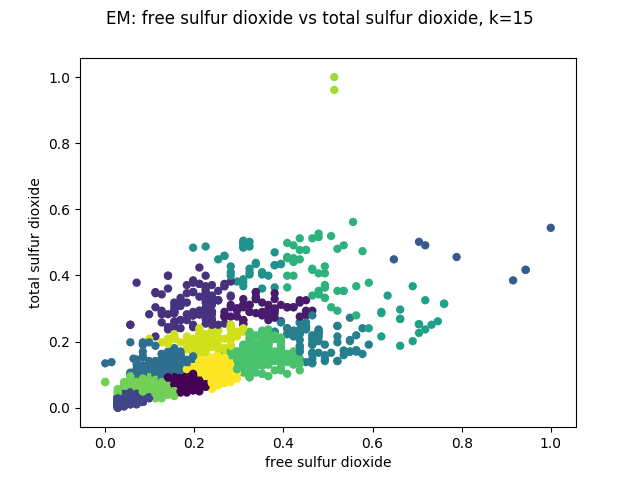 EM: free sulfur dioxide vs total sulfur dioxide, k=15
1.0
0.8
0.6
0.4
0.2
0.0
total sulfur dioxide
0.0 0.2 0.4 0.6 0.8 1.0
free sulfur dioxide